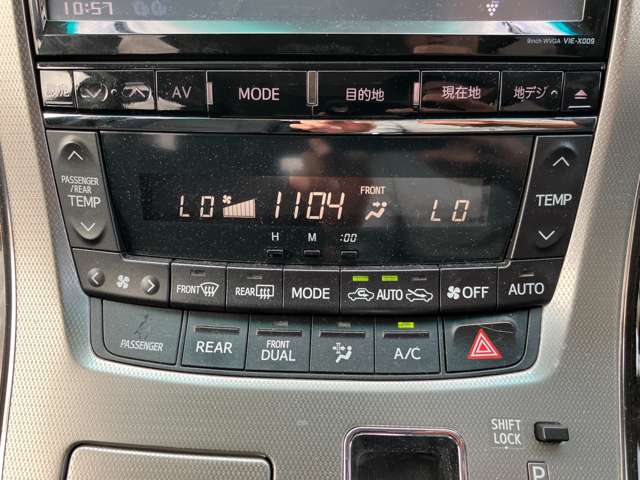 10:57
9inch WVGA VIE-X009
AV MODE 目的地 現在地 地デジ
PASSENGER
/REAR
TEMP
TEMP
LO 1104 FRONT LO
H M :00
FRONT REAR MODE AUTO OFF AUTO
PASSENGER REAR FRONT DUAL A/C
SHIFT
LOCK
P